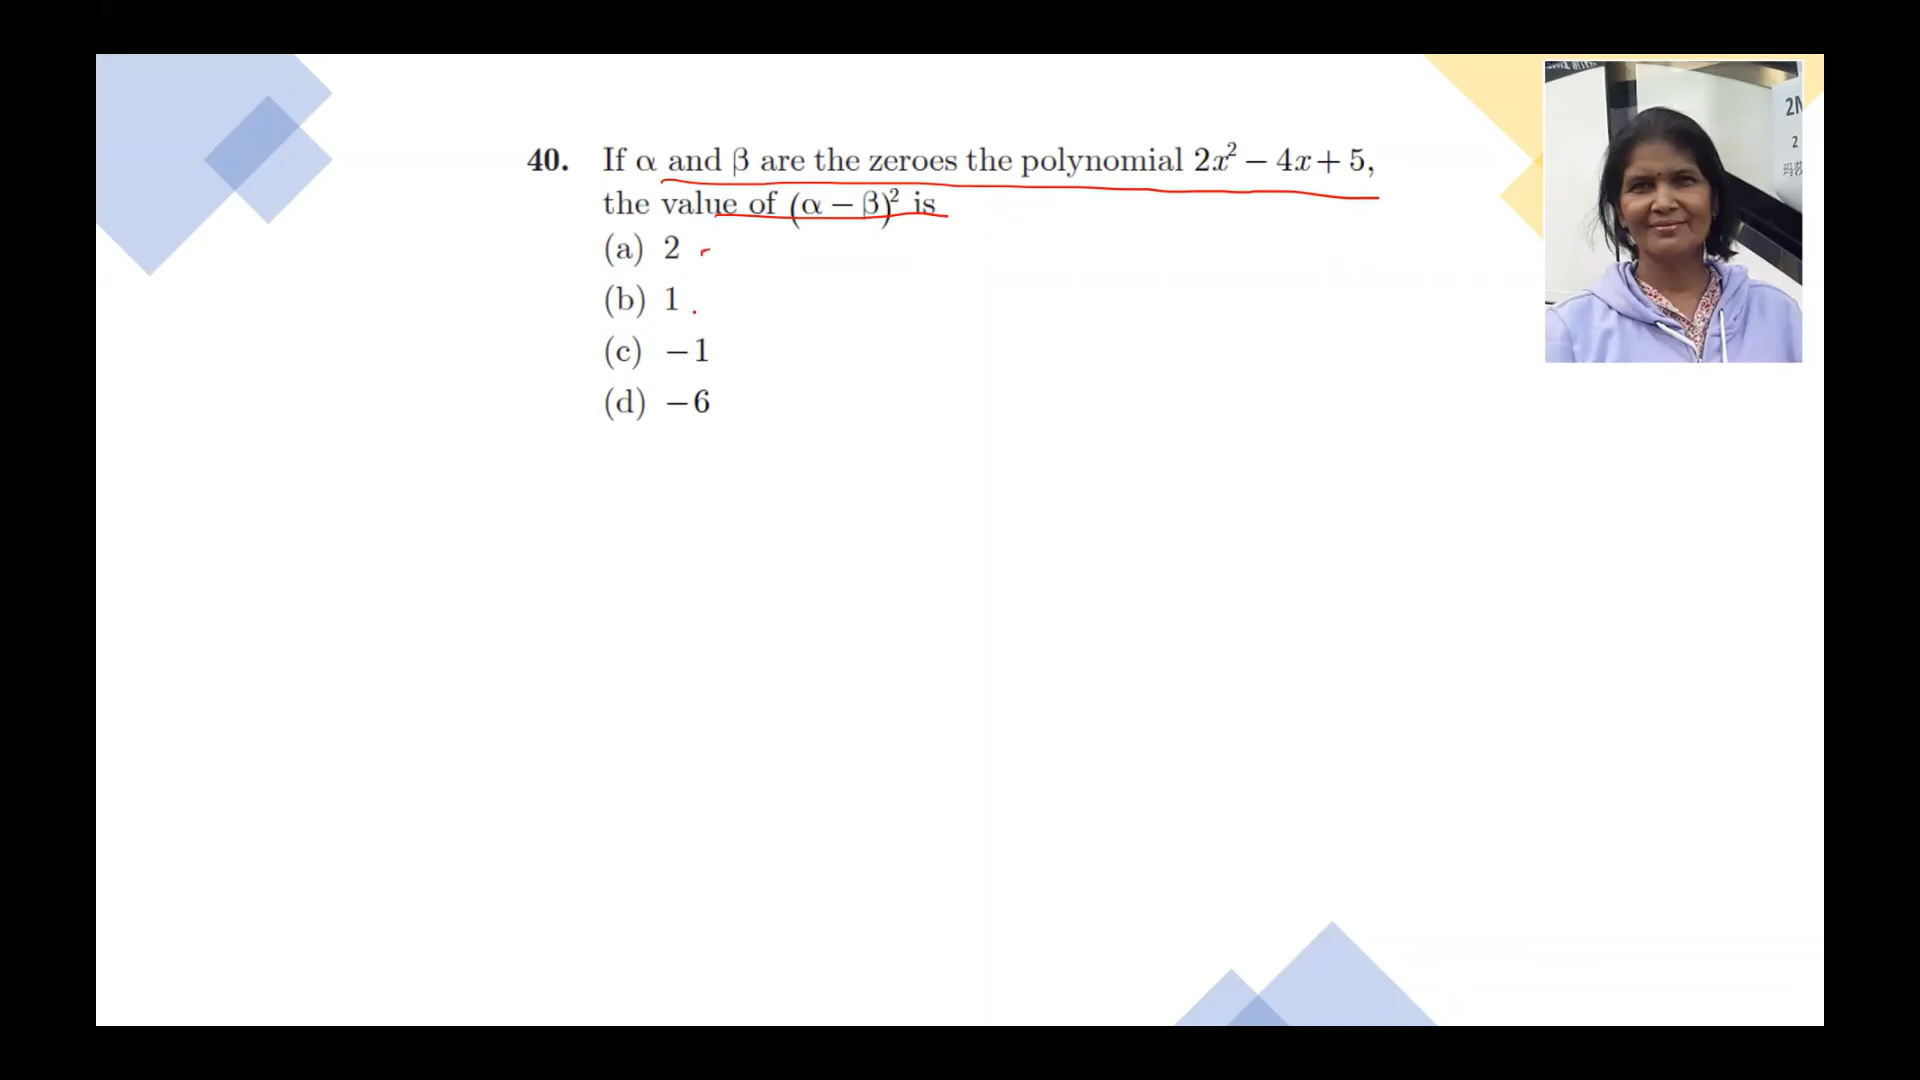 40. If α and β are the zeroes the polynomial 2x² − 4x + 5,
the value of (α − β)² is
(a) 2
(b) 1
(c) −1
(d) −6
2